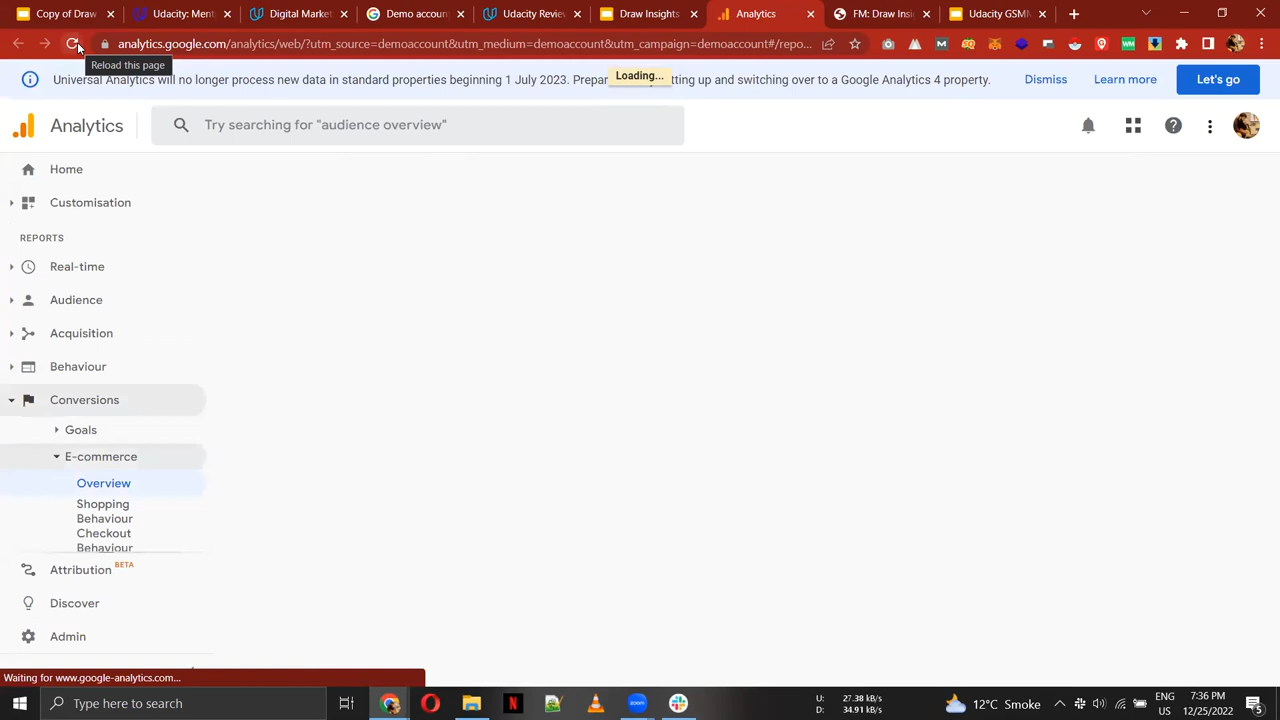 Copy of Draw
Udacity: Ment
Digital Marke
Demo accoun
Udacity Revie
Draw Insights
Analytics
FM: Draw Insi
Udacity GSMM
analytics.google.com/analytics/web/?utm_source=demoaccount&utm_medium=demoaccount&utm_campaign=demoaccount#/repo...
Reload this page
Universal Analytics will no longer process new data in standard properties beginning 1 July 2023. Prepar
Loading...
tting up and switching over to a Google Analytics 4 property.
Dismiss
Learn more
Let's go
Analytics
Try searching for "audience overview"
Home
Customisation
REPORTS
Real-time
Audience
Acquisition
Behaviour
Conversions
Goals
E-commerce
Overview
Shopping
Behaviour
Checkout
Behaviour
Attribution BETA
Discover
Admin
Waiting for www.google-analytics.com...
Type here to search
U: 27.38 kB/s
D: 34.91 kB/s
12°C Smoke
ENG
US
7:36 PM
12/25/2022
5